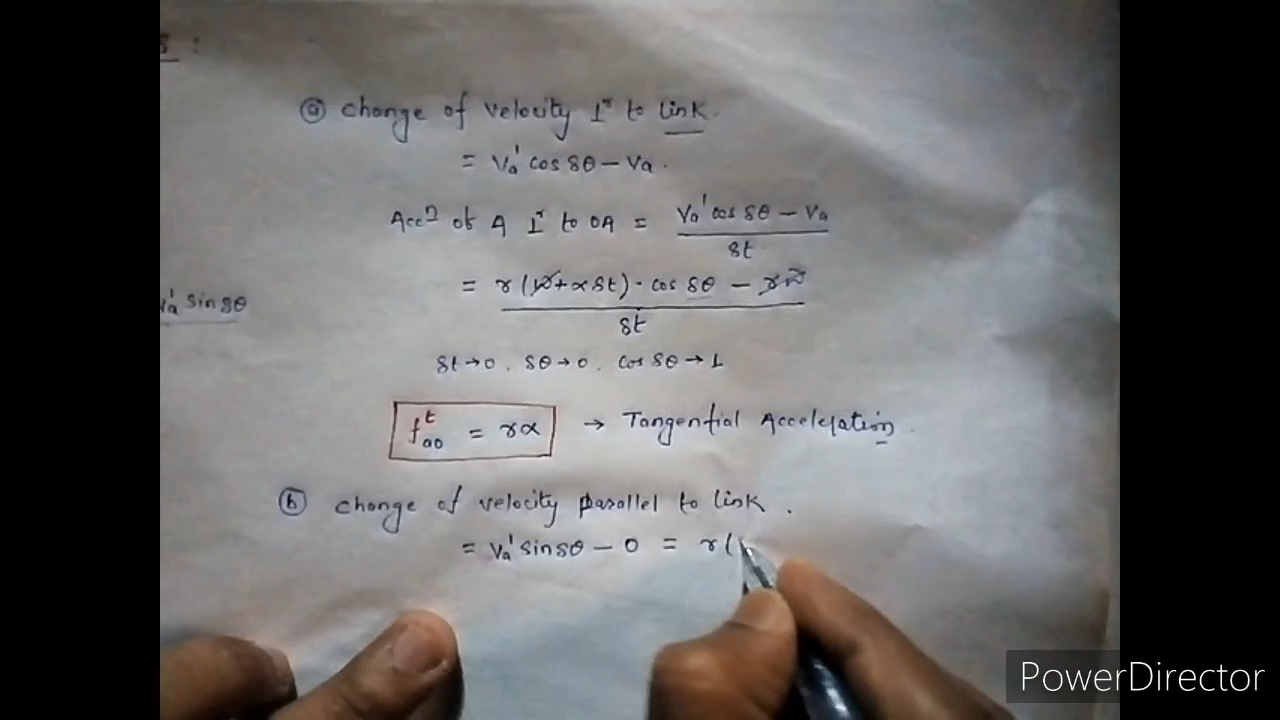 ⓐ Change of velocity ⊥ʳ to Link.
= Va' cos δθ – Va.
Accⁿ of A ⊥ʳ to OA = Va' cos δθ – Va / δt
= r(ω + αδt) · cos δθ – rω / δt
Va' sin δθ
δt → 0 . δθ → 0 . cos δθ → 1
fᵗao = rα → Tangential Acceleration.
ⓑ change of velocity parallel to link .
= Va' sin δθ – 0 = r(
PowerDirector